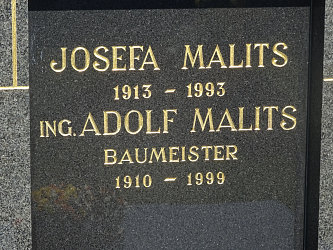 JOSEFA MALITS
1913 - 1993
ING. ADOLF MALITS
BAUMEISTER
1910 - 1999